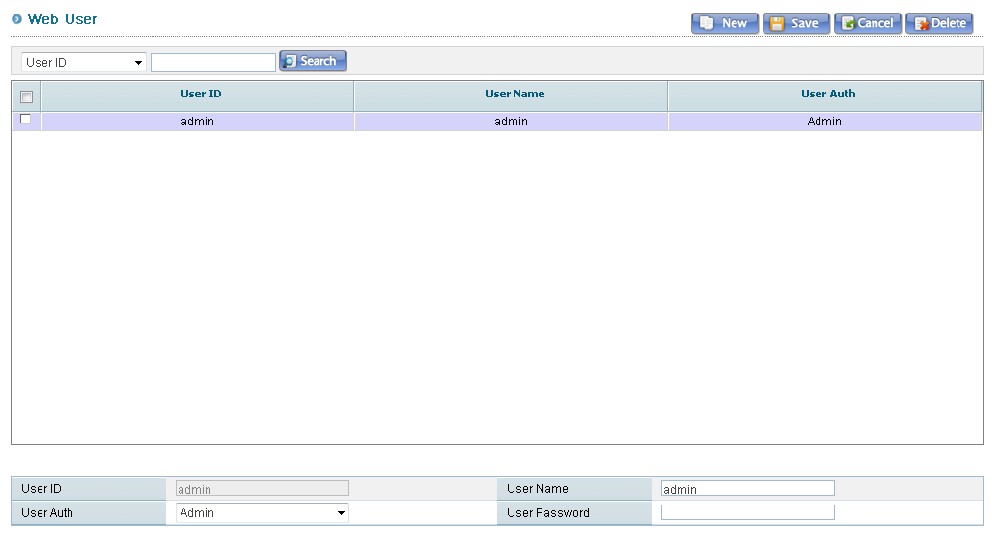 Web User
New Save Cancel Delete
User ID Search
User ID User Name User Auth
admin admin Admin
User ID admin User Name admin
User Auth Admin User Password